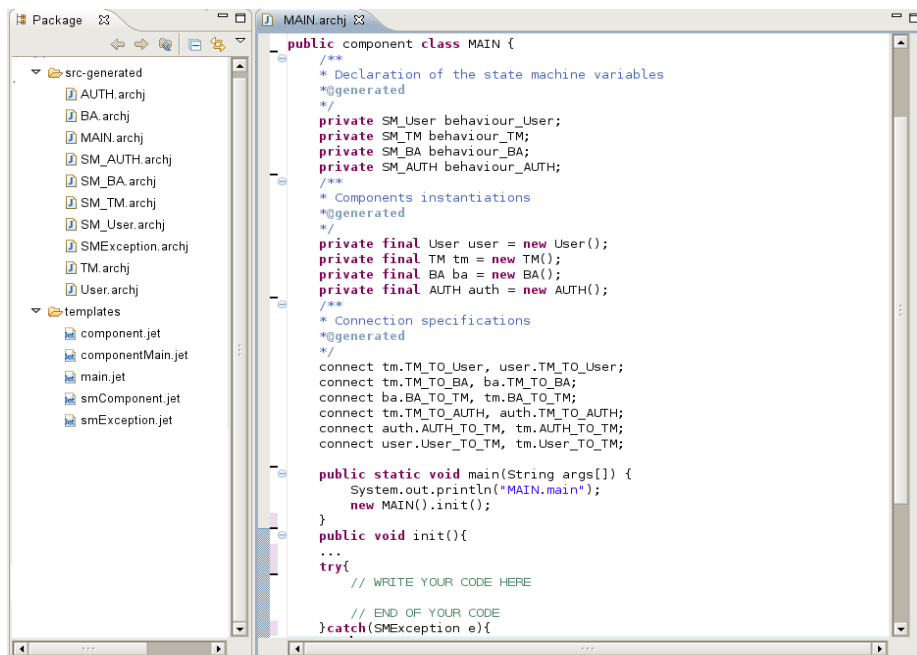 Package
src-generated
AUTH.archj
BA.archj
MAIN.archj
SM_AUTH.archj
SM_BA.archj
SM_TM.archj
SM_User.archj
SMException.archj
TM.archj
User.archj
templates
component.jet
componentMain.jet
main.jet
smComponent.jet
smException.jet
MAIN.archj
public component class MAIN {
/**
* Declaration of the state machine variables
*@generated
*/
private SM_User behaviour_User;
private SM_TM behaviour_TM;
private SM_BA behaviour_BA;
private SM_AUTH behaviour_AUTH;
/**
* Components instantiations
*@generated
*/
private final User user = new User();
private final TM tm = new TM();
private final BA ba = new BA();
private final AUTH auth = new AUTH();
/**
* Connection specifications
*@generated
*/
connect tm.TM_TO_User, user.TM_TO_User;
connect tm.TM_TO_BA, ba.TM_TO_BA;
connect ba.BA_TO_TM, tm.BA_TO_TM;
connect tm.TM_TO_AUTH, auth.TM_TO_AUTH;
connect auth.AUTH_TO_TM, tm.AUTH_TO_TM;
connect user.User_TO_TM, tm.User_TO_TM;
public static void main(String args[]) {
System.out.println("MAIN.main");
new MAIN().init();
}
public void init(){
...
try{
// WRITE YOUR CODE HERE
// END OF YOUR CODE
}catch(SMException e){